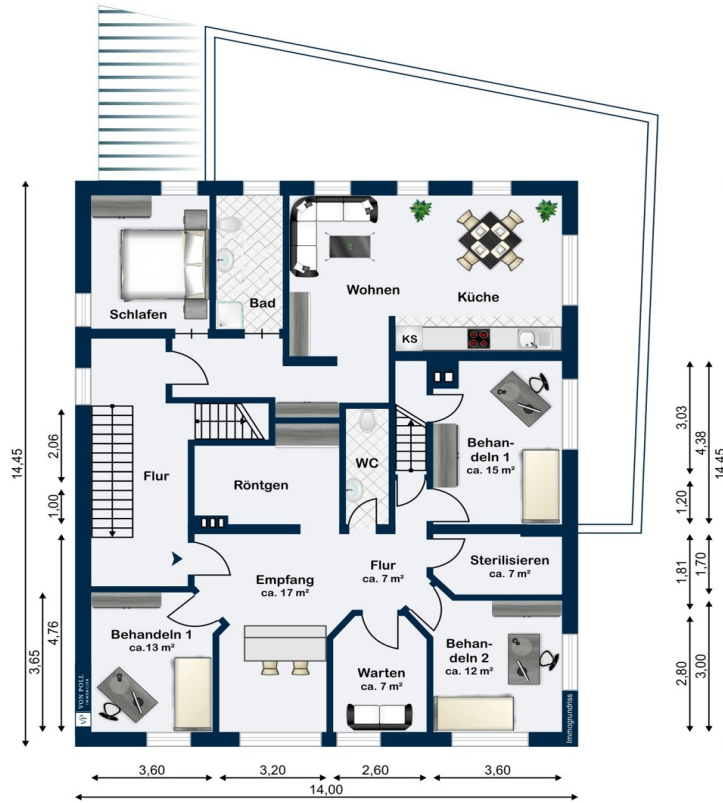 Schlafen
Bad
Wohnen
Küche
KS
Flur
Röntgen
WC
Behan-
deln 1
ca. 15 m²
Empfang
ca. 17 m²
Flur
ca. 7 m²
Sterilisieren
ca. 7 m²
Behandeln 1
ca.13 m²
Warten
ca. 7 m²
Behan-
deln 2
ca. 12 m²
VP
VON POLL
IMMOBILIEN
Immogrundriss
14,45
2,06
1,00
4,76
3,65
3,03
4,38
14,45
1,20
1,81
1,70
2,80
3,00
3,60
3,20
2,60
3,60
14,00